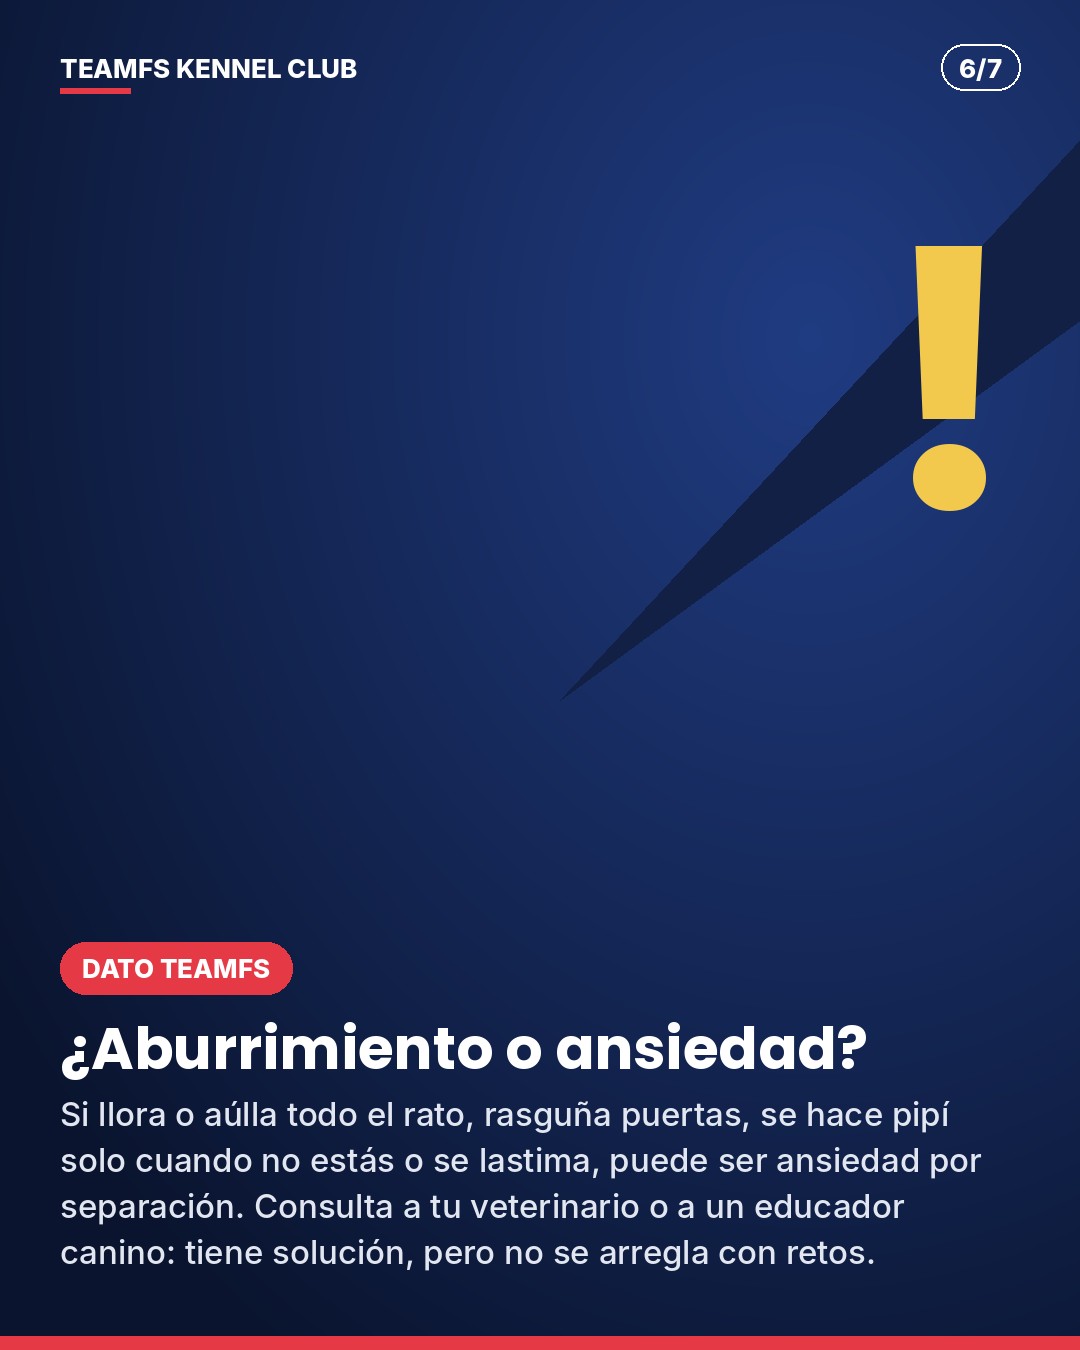 TEAMFS KENNEL CLUB
6/7
!
DATO TEAMFS
¿Aburrimiento o ansiedad?
Si llora o aúlla todo el rato, rasguña puertas, se hace pipí
solo cuando no estás o se lastima, puede ser ansiedad por
separación. Consulta a tu veterinario o a un educador
canino: tiene solución, pero no se arregla con retos.